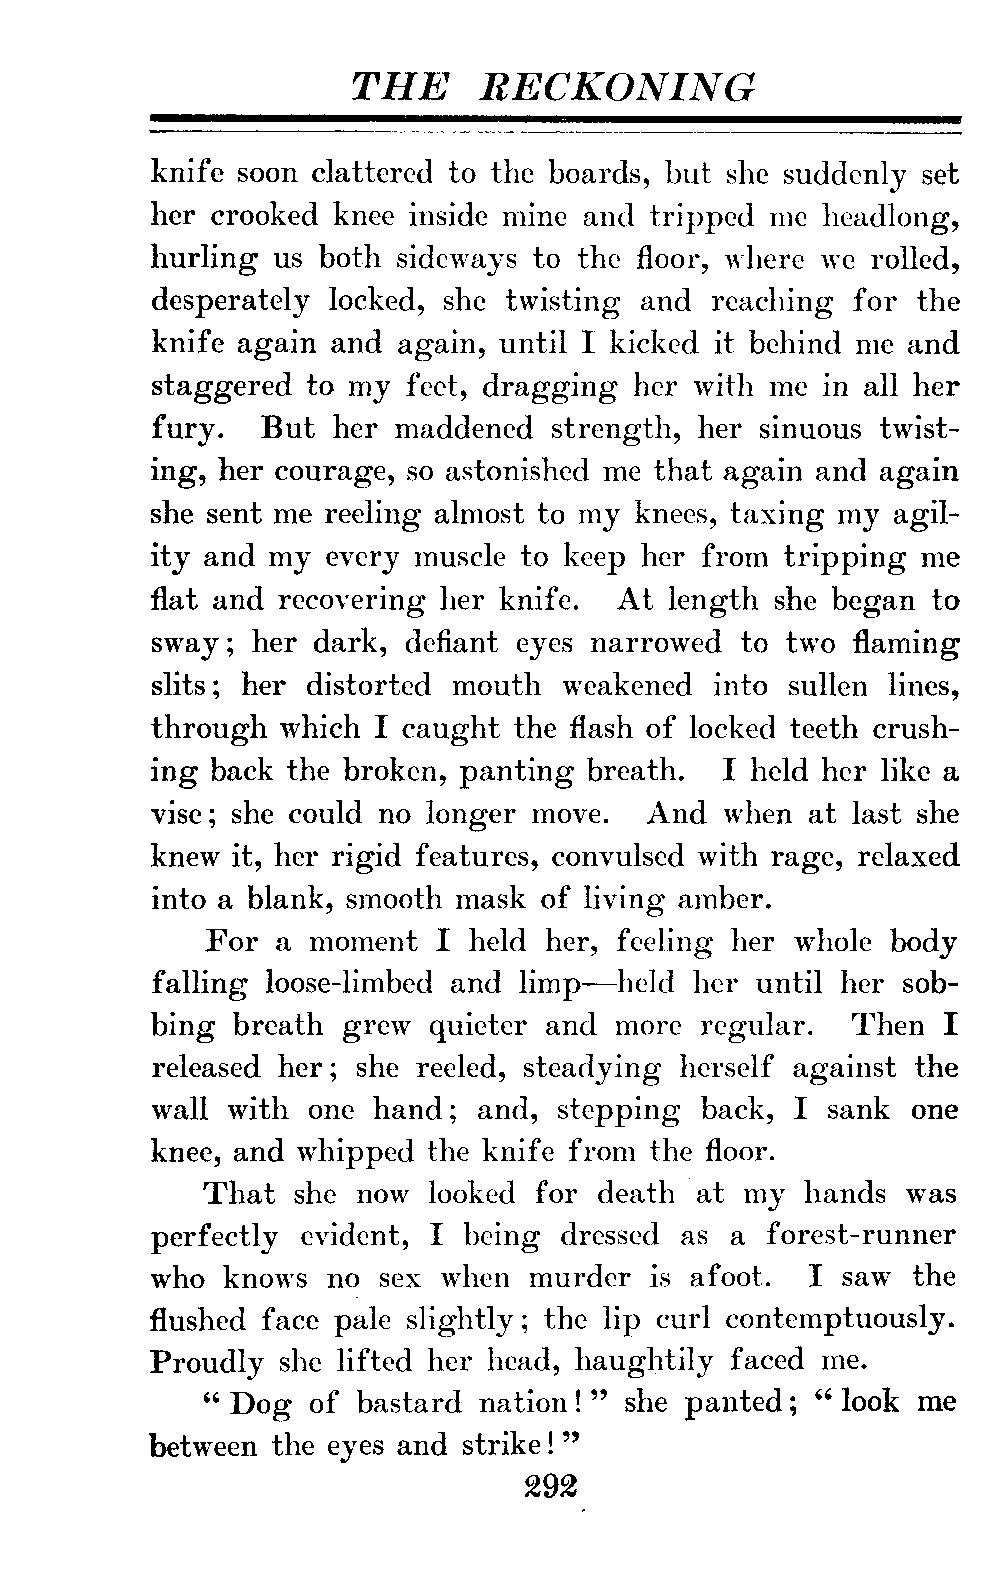 THE RECKONING
knife soon clattered to the boards, but she suddenly set
her crooked knee inside mine and tripped me headlong,
hurling us both sideways to the floor, where we rolled,
desperately locked, she twisting and reaching for the
knife again and again, until I kicked it behind me and
staggered to my feet, dragging her with me in all her
fury. But her maddened strength, her sinuous twist-
ing, her courage, so astonished me that again and again
she sent me reeling almost to my knees, taxing my agil-
ity and my every muscle to keep her from tripping me
flat and recovering her knife. At length she began to
sway; her dark, defiant eyes narrowed to two flaming
slits; her distorted mouth weakened into sullen lines,
through which I caught the flash of locked teeth crush-
ing back the broken, panting breath. I held her like a
vise; she could no longer move. And when at last she
knew it, her rigid features, convulsed with rage, relaxed
into a blank, smooth mask of living amber.
For a moment I held her, feeling her whole body
falling loose-limbed and limp—held her until her sob-
bing breath grew quieter and more regular. Then I
released her; she reeled, steadying herself against the
wall with one hand; and, stepping back, I sank one
knee, and whipped the knife from the floor.
That she now looked for death at my hands was
perfectly evident, I being dressed as a forest-runner
who knows no sex when murder is afoot. I saw the
flushed face pale slightly; the lip curl contemptuously.
Proudly she lifted her head, haughtily faced me.
"Dog of bastard nation!" she panted; "look me
between the eyes and strike!"
292